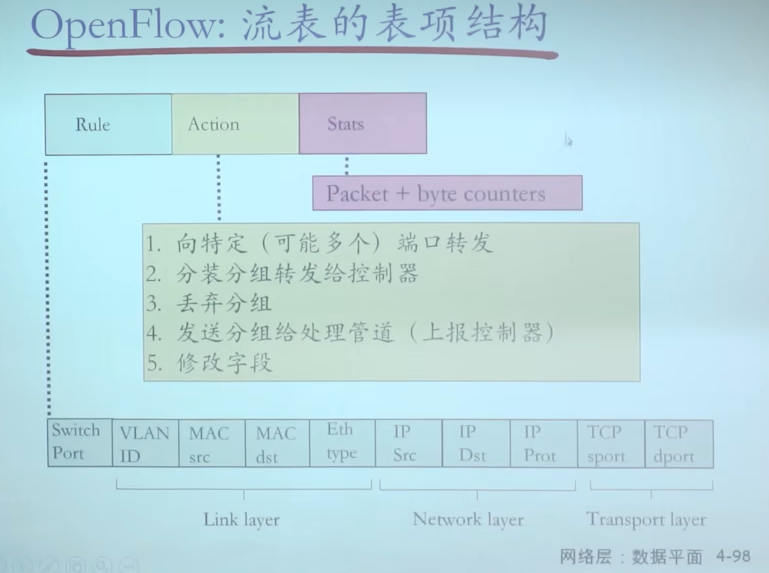 OpenFlow: 流表的表项结构
Rule Action Stats
Packet + byte counters
1. 向特定（可能多个）端口转发
2. 分装分组转发给控制器
3. 丢弃分组
4. 发送分组给处理管道（上报控制器）
5. 修改字段
Switch Port
VLAN ID
MAC src
MAC dst
Eth type
IP Src
IP Dst
IP Prot
TCP sport
TCP dport
Link layer
Network layer
Transport layer
网络层：数据平面 4-98